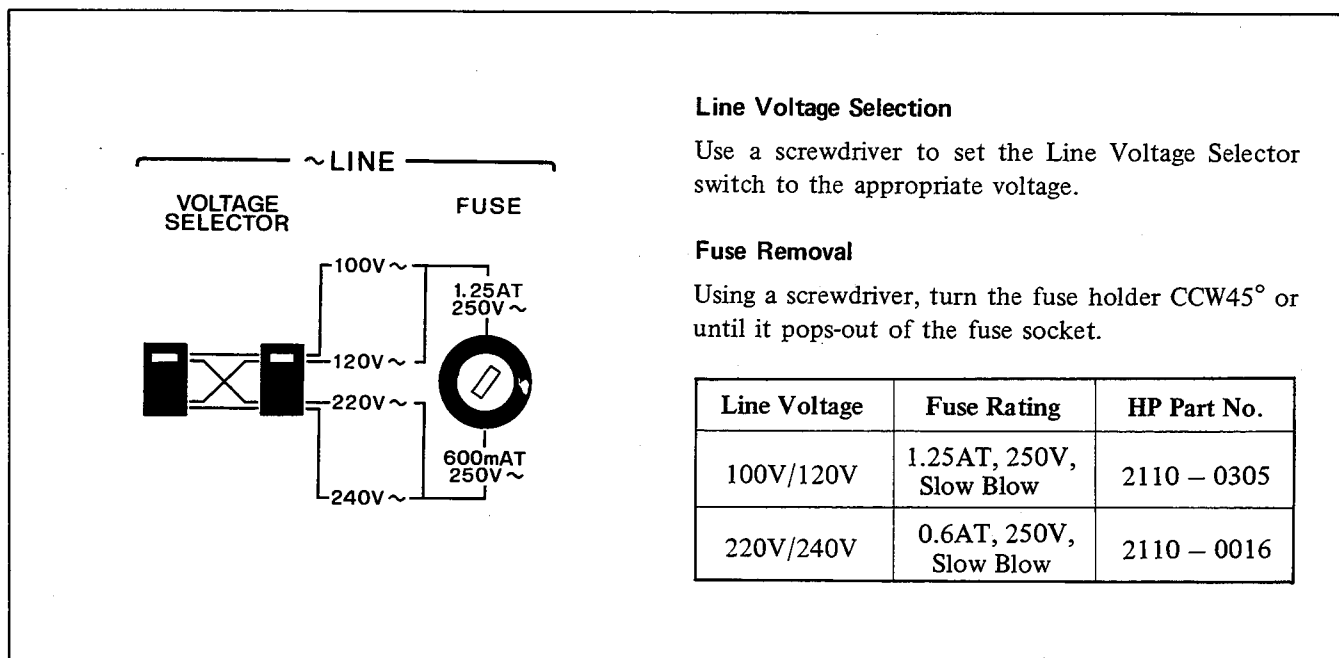 ~LINE
VOLTAGE
SELECTOR
FUSE
100V~
120V~
220V~
240V~
1.25AT
250V~
600mAT
250V~
Line Voltage Selection
Use a screwdriver to set the Line Voltage Selector
switch to the appropriate voltage.
Fuse Removal
Using a screwdriver, turn the fuse holder CCW45° or
until it pops-out of the fuse socket.
Line Voltage Fuse Rating HP Part No.
100V/120V 1.25AT, 250V, Slow Blow 2110 – 0305
220V/240V 0.6AT, 250V, Slow Blow 2110 – 0016